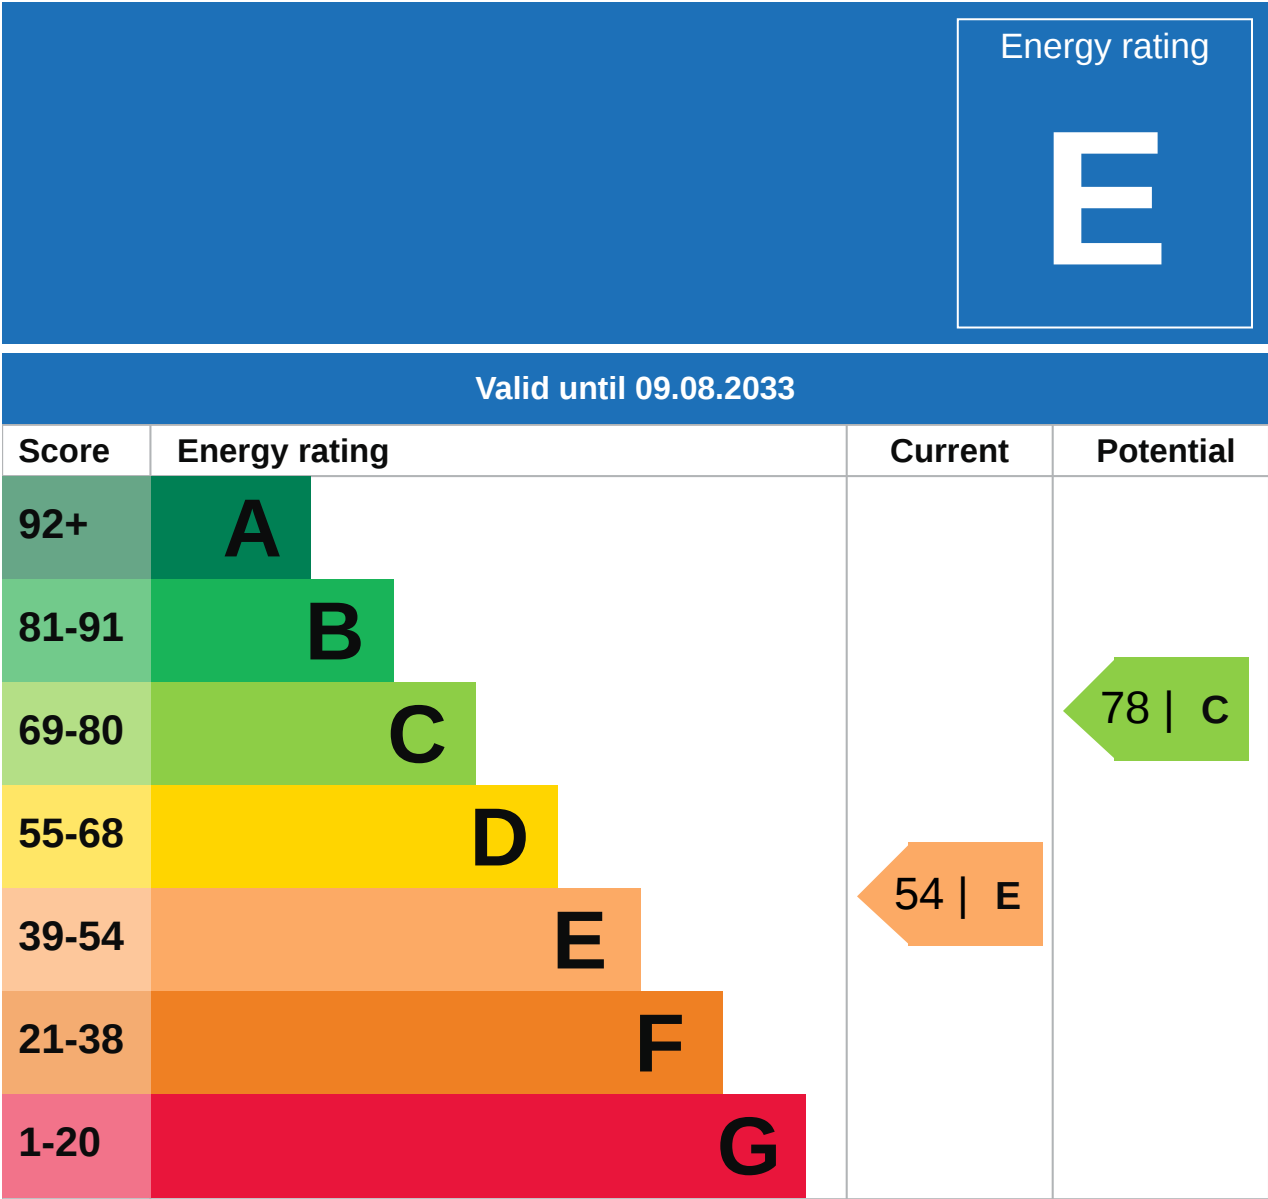 Energy rating
E
Valid until 09.08.2033
Score Energy rating Current Potential
92+ A
81-91 B
69-80 C 78 | C
55-68 D
39-54 E 54 | E
21-38 F
1-20 G